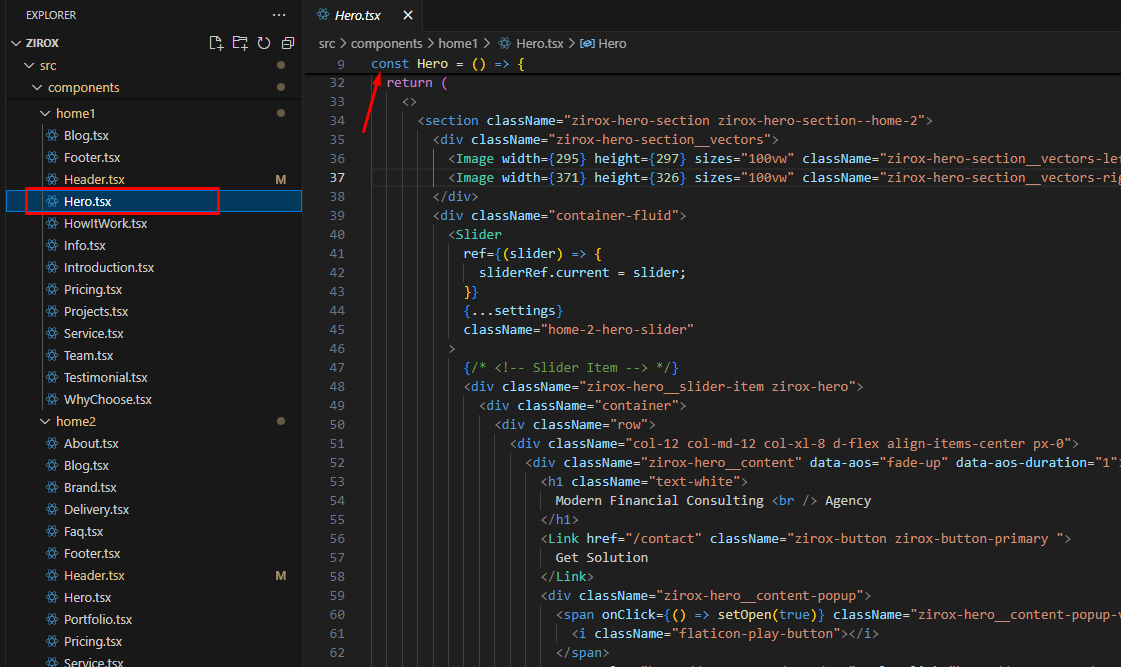 EXPLORER
ZIROX
src
components
home1
Blog.tsx
Footer.tsx
Header.tsx M
Hero.tsx
HowItWork.tsx
Info.tsx
Introduction.tsx
Pricing.tsx
Projects.tsx
Service.tsx
Team.tsx
Testimonial.tsx
WhyChoose.tsx
home2
About.tsx
Blog.tsx
Brand.tsx
Delivery.tsx
Faq.tsx
Footer.tsx
Header.tsx M
Hero.tsx
Portfolio.tsx
Pricing.tsx
Service.tsx
Hero.tsx
src > components > home1 > Hero.tsx > Hero
9 const Hero = () => {
32 return (
33 <>
34 <section className="zirox-hero-section zirox-hero-section--home-2">
35 <div className="zirox-hero-section__vectors">
36 <Image width={295} height={297} sizes="100vw" className="zirox-hero-section__vectors-lef
37 <Image width={371} height={326} sizes="100vw" className="zirox-hero-section__vectors-rig
38 </div>
39 <div className="container-fluid">
40 <Slider
41 ref={(slider) => {
42 sliderRef.current = slider;
43 }}
44 {...settings}
45 className="home-2-hero-slider"
46 >
47 {/* <!-- Slider Item --> */}
48 <div className="zirox-hero__slider-item zirox-hero">
49 <div className="container">
50 <div className="row">
51 <div className="col-12 col-md-12 col-xl-8 d-flex align-items-center px-0">
52 <div className="zirox-hero__content" data-aos="fade-up" data-aos-duration="1"
53 <h1 className="text-white">
54 Modern Financial Consulting <br /> Agency
55 </h1>
56 <Link href="/contact" className="zirox-button zirox-button-primary ">
57 Get Solution
58 </Link>
59 <div className="zirox-hero__content-popup">
60 <span onClick={() => setOpen(true)} className="zirox-hero__content-popup-v
61 <i className="flaticon-play-button"></i>
62 </span>